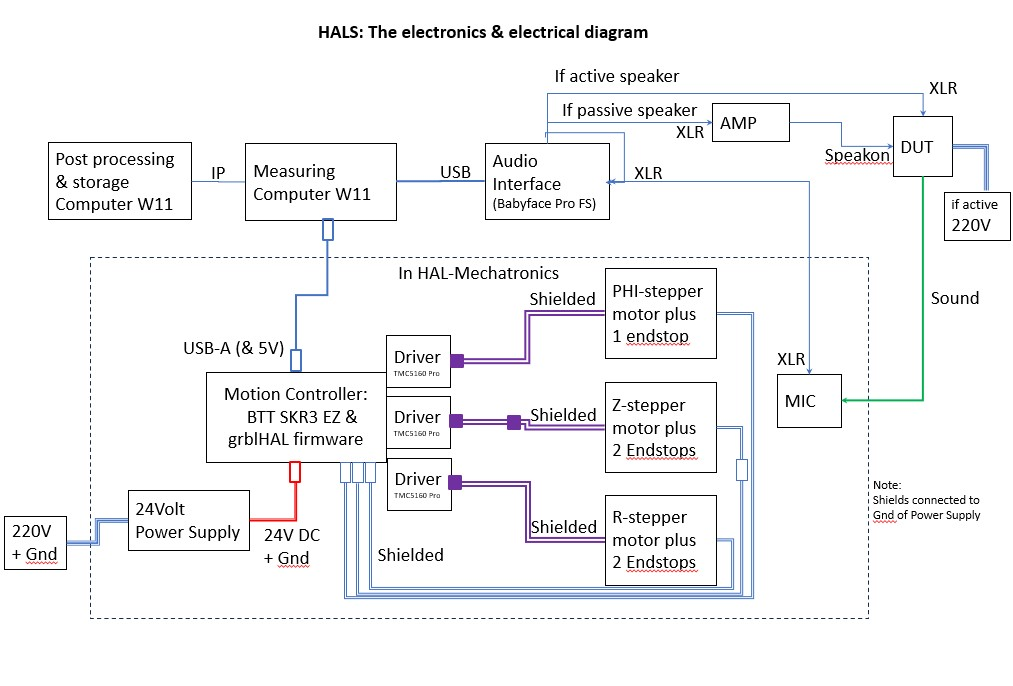 HALS: The electronics & electrical diagram
If active speaker
XLR
If passive speaker
XLR
AMP
Speakon
DUT
Post processing
& storage
Computer W11
IP
Measuring
Computer W11
USB
Audio
Interface
(Babyface Pro FS)
XLR
if active
220V
In HAL-Mechatronics
Sound
USB-A (& 5V)
Motion Controller:
BTT SKR3 EZ &
grblHAL firmware
Driver
TMC5160 Pro
Shielded
PHI-stepper
motor plus
1 endstop
Driver
TMC5160 Pro
Shielded
Z-stepper
motor plus
2 Endstops
XLR
MIC
Driver
TMC5160 Pro
Shielded
R-stepper
motor plus
2 Endstops
Note:
Shields connected to
Gnd of Power Supply
220V
+ Gnd
24Volt
Power Supply
24V DC
+ Gnd
Shielded